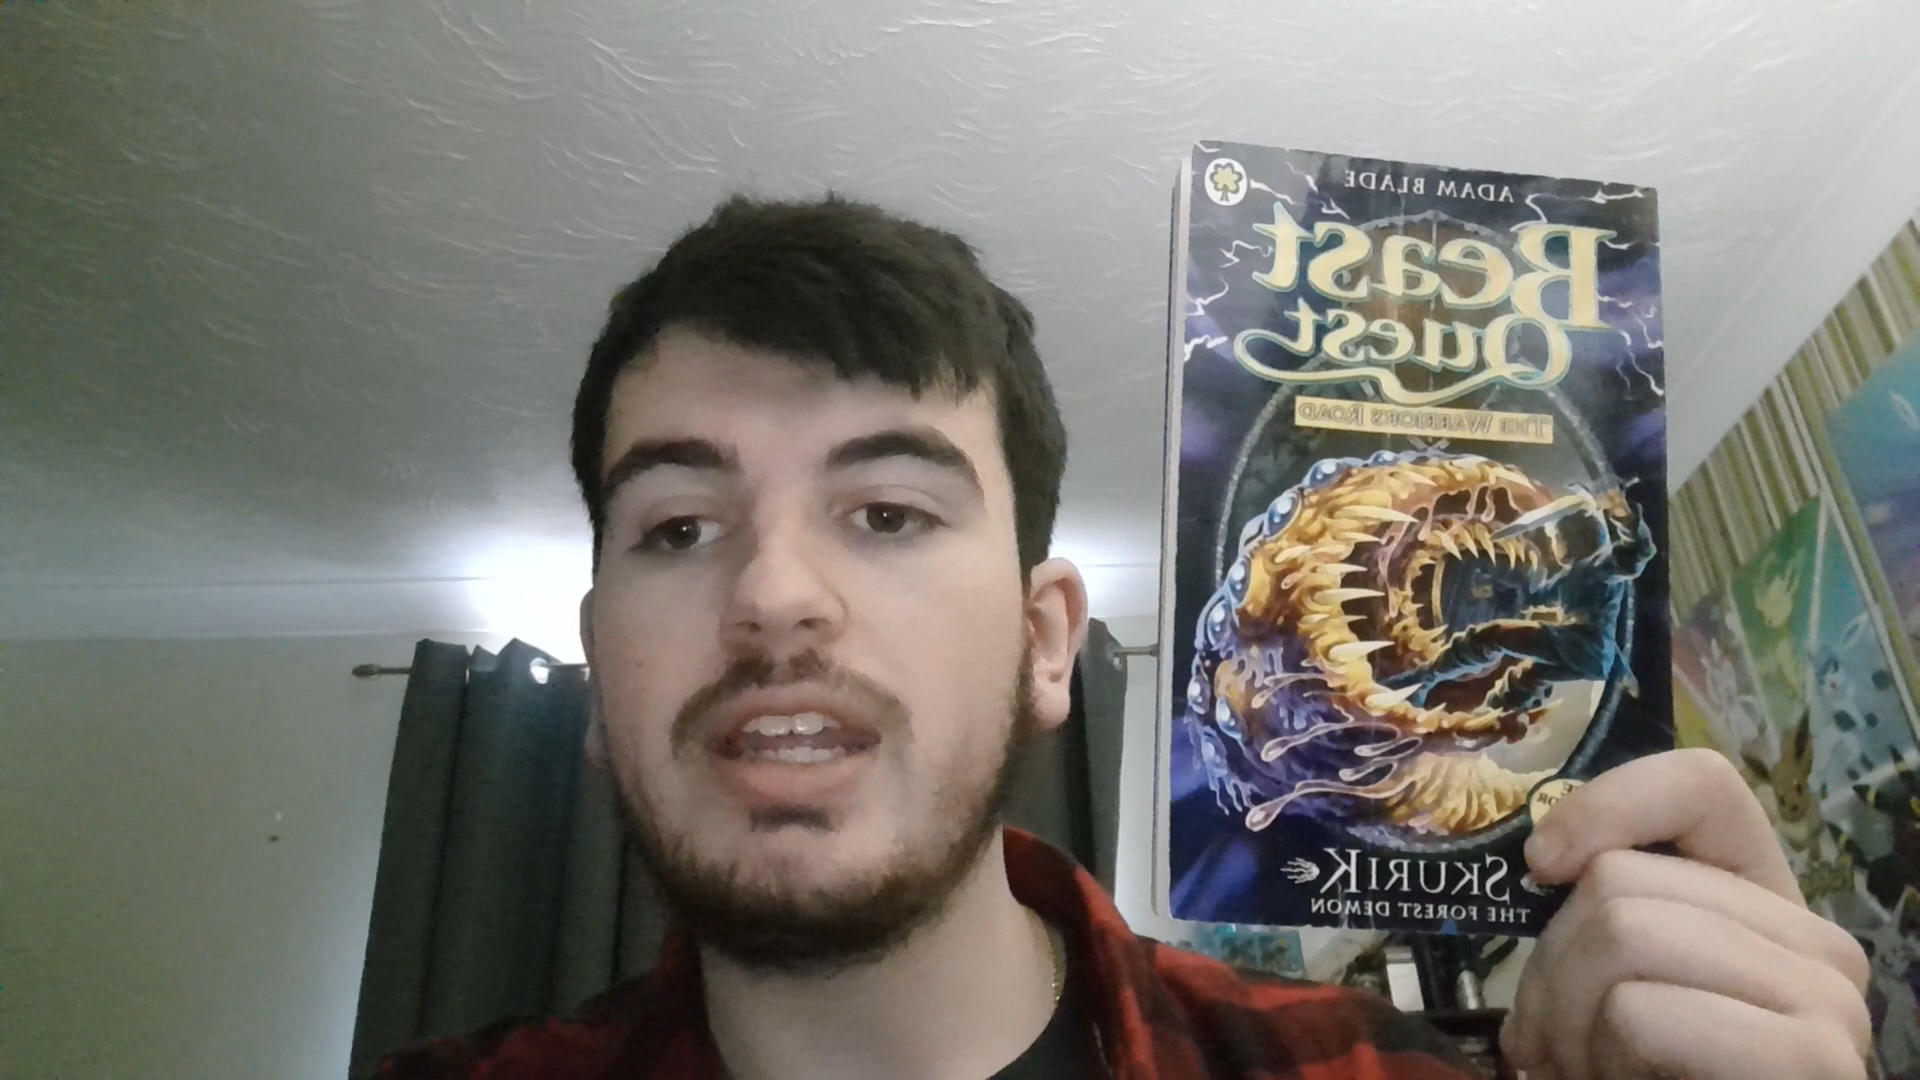 ADAM BLADE
Beast
Quest
THE WARRIOR'S ROAD
SKURIK
THE FOREST DEMON